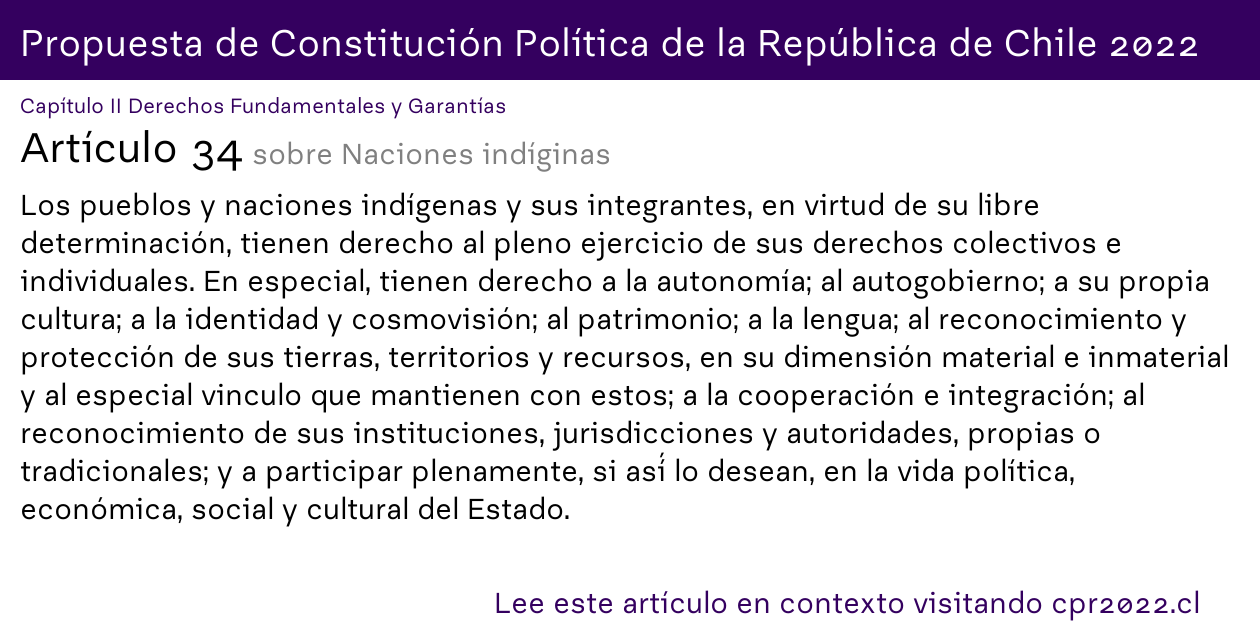 Propuesta de Constitución Política de la República de Chile 2022
Capítulo II Derechos Fundamentales y Garantías
Artículo 34 sobre Naciones indíginas
Los pueblos y naciones indígenas y sus integrantes, en virtud de su libre
determinación, tienen derecho al pleno ejercicio de sus derechos colectivos e
individuales. En especial, tienen derecho a la autonomía; al autogobierno; a su propia
cultura; a la identidad y cosmovisión; al patrimonio; a la lengua; al reconocimiento y
protección de sus tierras, territorios y recursos, en su dimensión material e inmaterial
y al especial vinculo que mantienen con estos; a la cooperación e integración; al
reconocimiento de sus instituciones, jurisdicciones y autoridades, propias o
tradicionales; y a participar plenamente, si así lo desean, en la vida política,
económica, social y cultural del Estado.
Lee este artículo en contexto visitando cpr2022.cl